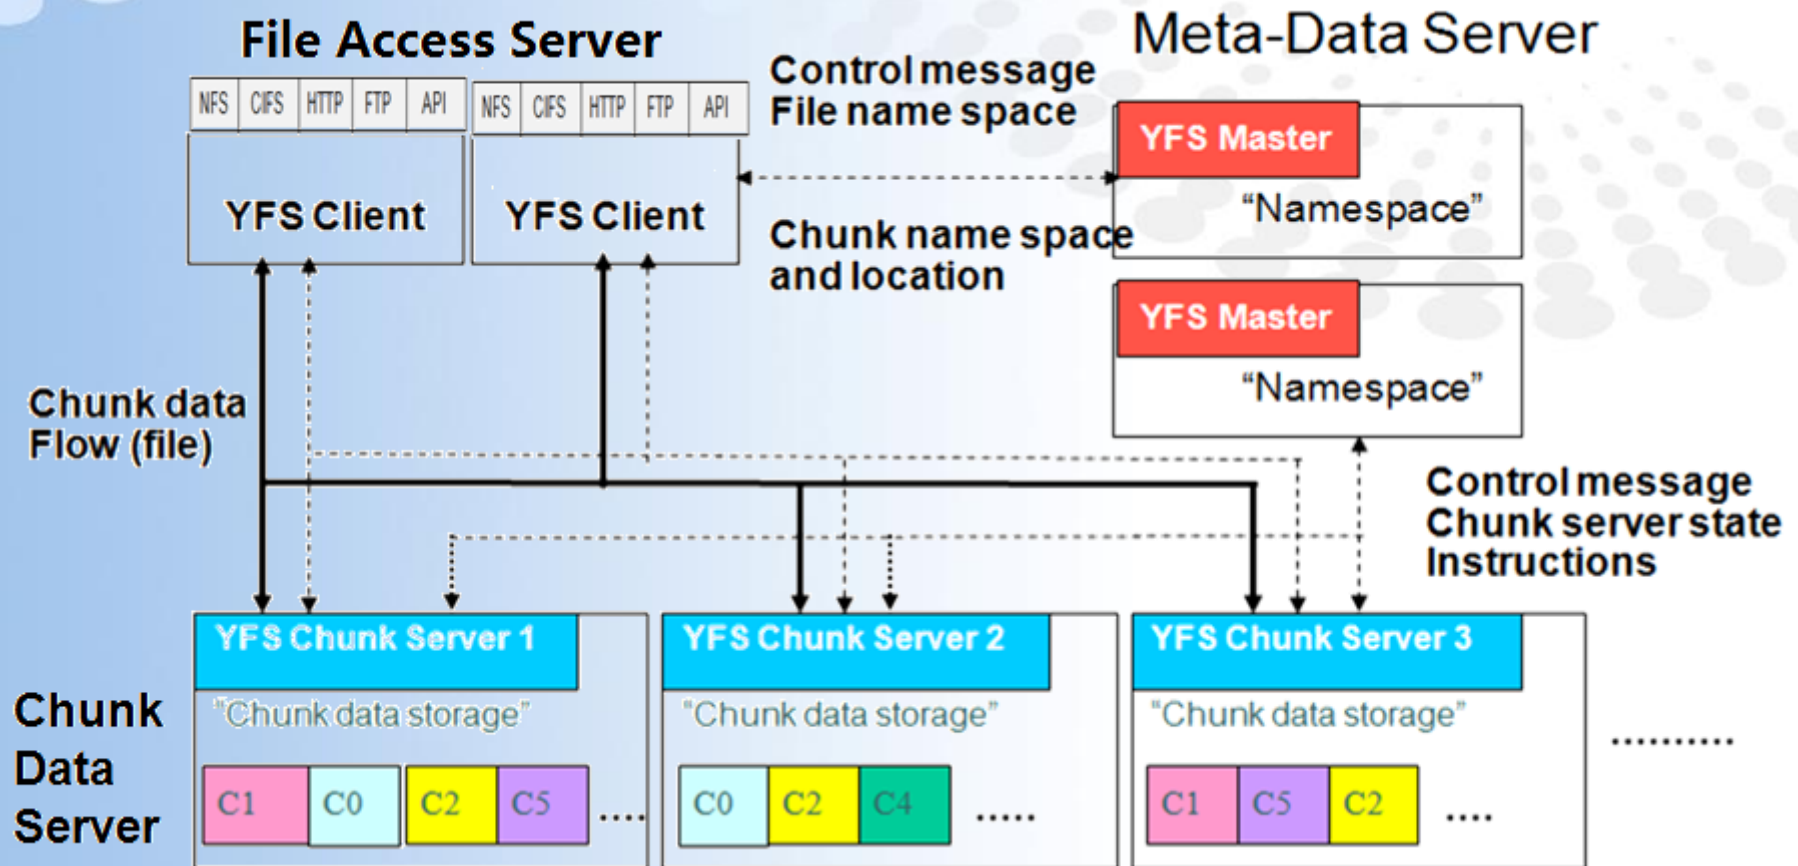 File Access Server
Meta-Data Server
NFS CIFS HTTP FTP API
NFS CIFS HTTP FTP API
Control message
File name space
YFS Master
"Namespace"
YFS Client
YFS Client
Chunk name space
and location
YFS Master
"Namespace"
Chunk data
Flow (file)
Control message
Chunk server state
Instructions
YFS Chunk Server 1
YFS Chunk Server 2
YFS Chunk Server 3
Chunk
Data
Server
"Chunk data storage"
"Chunk data storage"
"Chunk data storage"
..........
C1 C0 C2 C5 ....
C0 C2 C4 .....
C1 C5 C2 ....